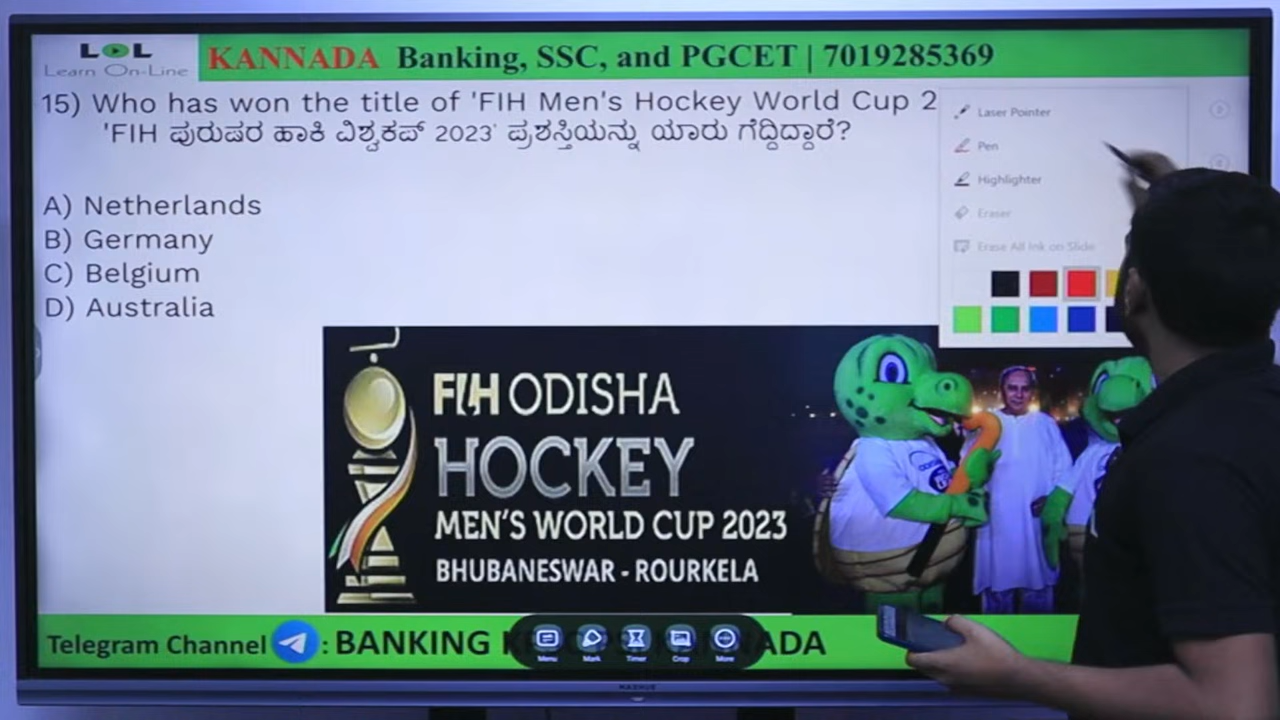 LOL
Learn On-Line
KANNADA Banking, SSC, and PGCET | 7019285369
15) Who has won the title of 'FIH Men's Hockey World Cup 2
'FIH ಪುರುಷರ ಹಾಕಿ ವಿಶ್ವಕಪ್ 2023' ಪ್ರಶಸ್ತಿಯನ್ನು ಯಾರು ಗೆದ್ದಿದ್ದಾರೆ?
A) Netherlands
B) Germany
C) Belgium
D) Australia
Laser Pointer
Pen
Highlighter
Eraser
Erase All Ink on Slide
FIH ODISHA
HOCKEY
MEN'S WORLD CUP 2023
BHUBANESWAR - ROURKELA
Telegram Channel : BANKING
Menu
Mark
Timer
Crop
More